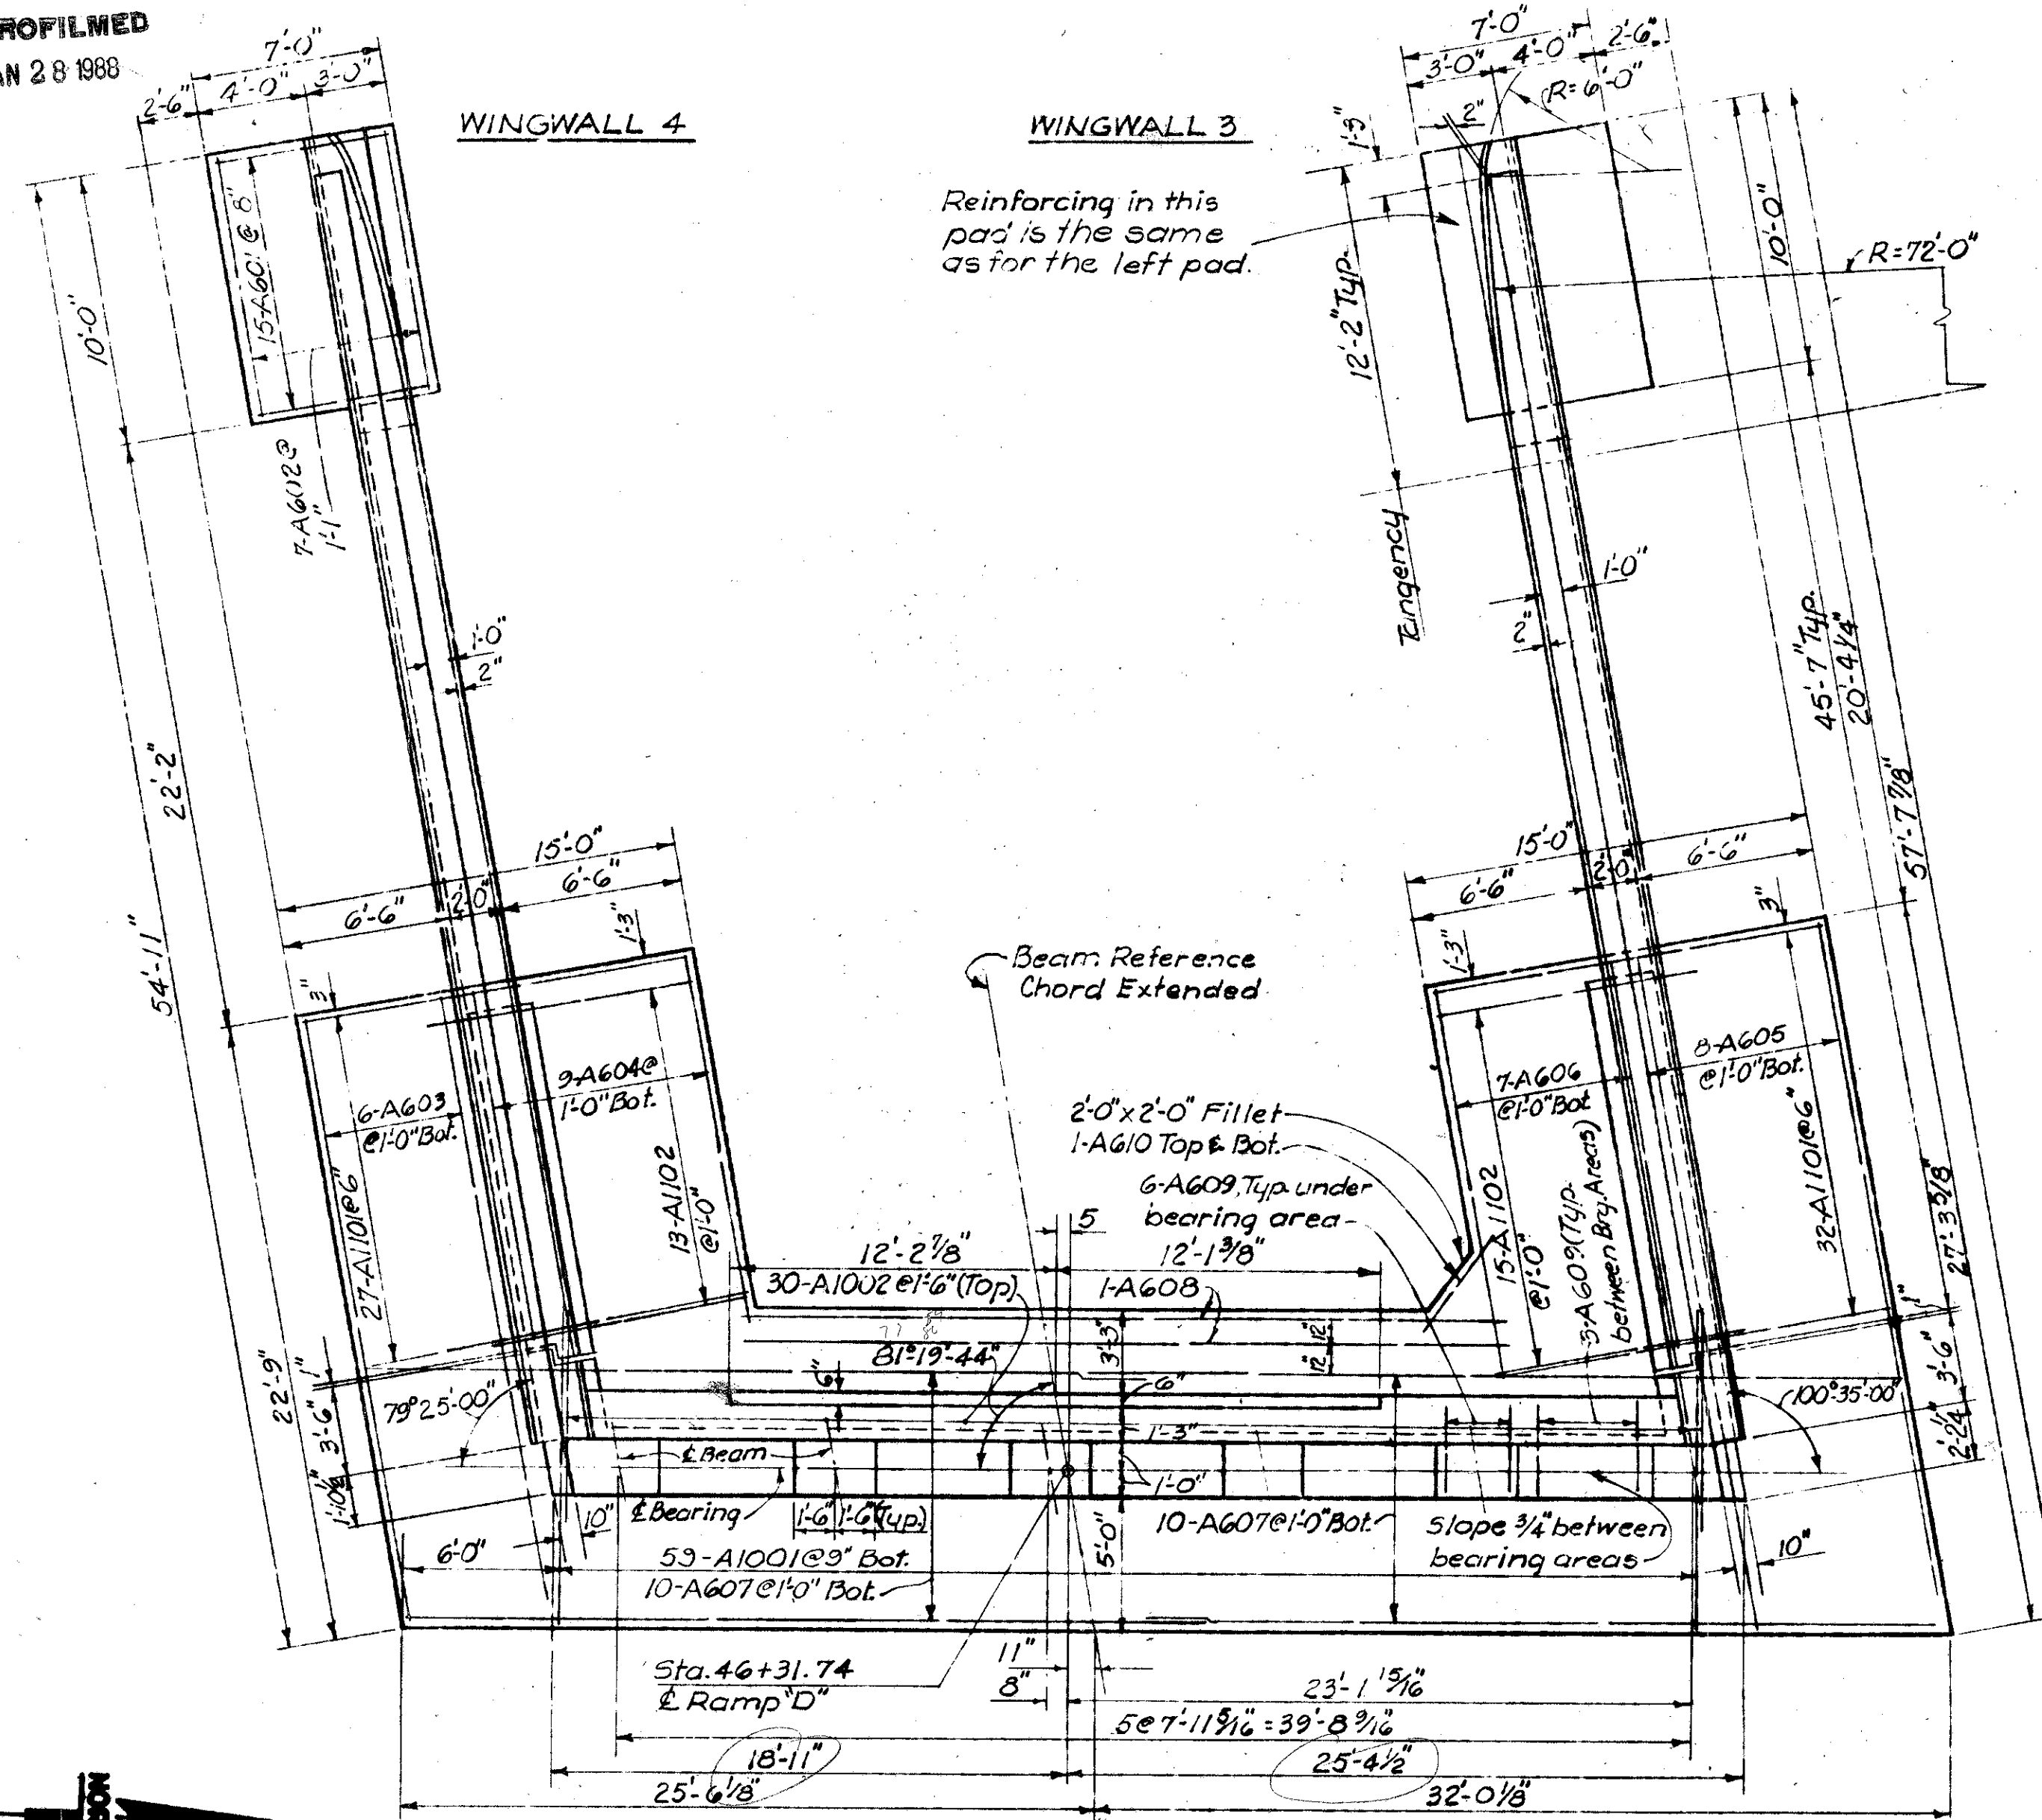 ROFILMED
AN 28 1988
7'-0"
2'-6" 4'-0" 3'-0"
WINGWALL 4
WINGWALL 3
7'-0"
3'-0" 4'-0" 2'-6"
R=6'-0"
2"
1'-3"
Reinforcing in this
pad is the same
as for the left pad.
15-A601 @ 8"
10'-0"
12'-2" Typ.
10'-0"
R=72'-0"
7-A602@
1'-1"
Tangency
1'-0"
2"
1'-0"
2"
22'-2"
54'-11"
45'-7" Typ.
20'-4 1/4"
57'-7 7/8"
15'-0"
6'-6" 2'-0" 6'-6"
15'-0"
6'-6" 2'-0" 6'-6"
3"
1'-3"
1'-3"
3"
Beam Reference
Chord Extended
6-A603
@1'-0" Bot.
9-A604@
1'-0" Bot.
7-A606
@1'-0" Bot
8-A605
@1'-0" Bot.
2'-0"x2'-0" Fillet
1-A610 Top & Bot.
6-A609, Typ. under
bearing area
27-A1101@6"
13-A1102
@1'-0"
15-A1102
@1'-0"
3-A609 (Typ.
between Brg. Areas)
32-A1101@6"
27'-3 5/8"
5
12'-2 7/8"
12'-1 3/8"
30-A1002@1'-6" (Top)
1-A608
81°-19'-44"
3'-3"
12" 12"
6"
6"
79°25'-00"
100°-35'-00"
22'-9"
1"
3'-6"
1'-10 1/2"
1"
3'-6"
2'-2 1/4"
1'-3"
℄ Beam
℄ Bearing
1'-0"
10"
1'-6" 1'-6" (Typ.)
10-A607@1'-0" Bot.
Slope 3/4" between
bearing areas
10"
6'-0"
59-A1001@9" Bot.
10-A607@1'-0" Bot.
5'-0"
Sta. 46+31.74
℄ Ramp "D"
11"
8"
23'-1 15/16"
5@7'-11 5/16=39'-8 9/16"
18'-11"
25'-4 1/2"
25'-6 1/8"
32'-0 1/8"